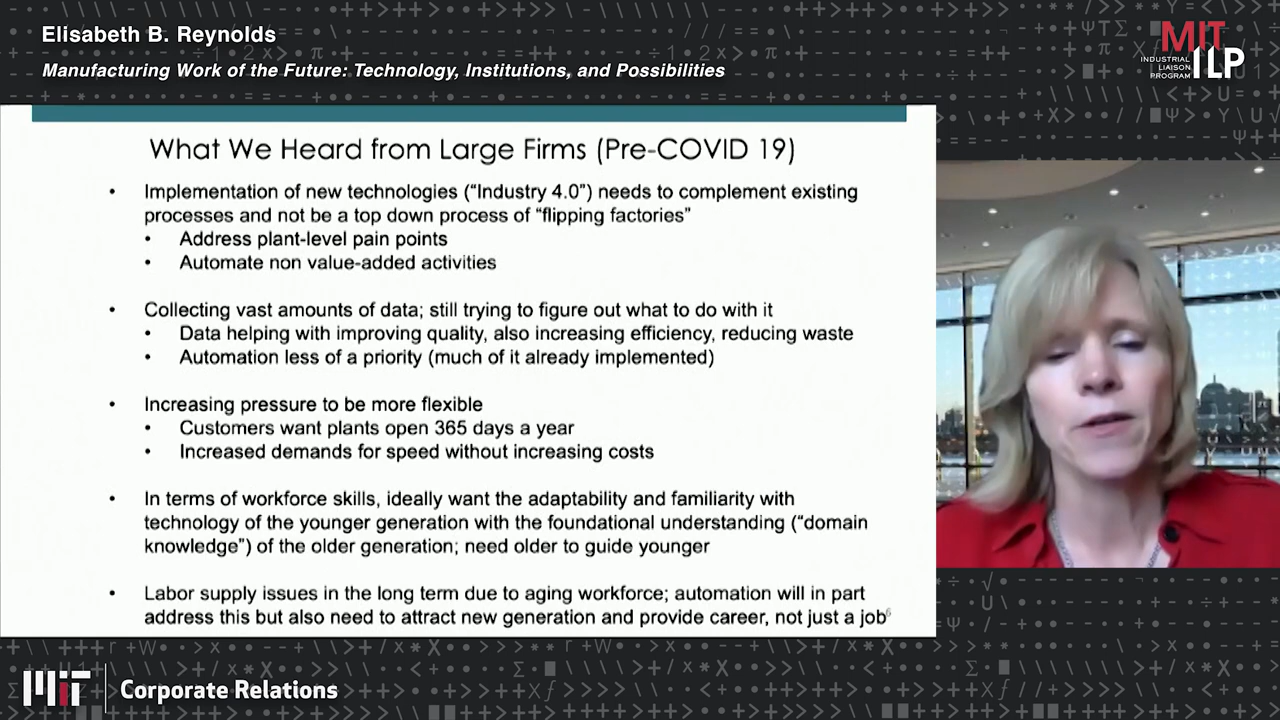 Elisabeth B. Reynolds
Manufacturing Work of the Future: Technology, Institutions, and Possibilities
MIT
INDUSTRIAL
LIAISON
PROGRAM
ILP
What We Heard from Large Firms (Pre-COVID 19)
• Implementation of new technologies (“Industry 4.0”) needs to complement existing
processes and not be a top down process of “flipping factories”
• Address plant-level pain points
• Automate non value-added activities
• Collecting vast amounts of data; still trying to figure out what to do with it
• Data helping with improving quality, also increasing efficiency, reducing waste
• Automation less of a priority (much of it already implemented)
• Increasing pressure to be more flexible
• Customers want plants open 365 days a year
• Increased demands for speed without increasing costs
• In terms of workforce skills, ideally want the adaptability and familiarity with
technology of the younger generation with the foundational understanding (“domain
knowledge”) of the older generation; need older to guide younger
• Labor supply issues in the long term due to aging workforce; automation will in part
address this but also need to attract new generation and provide career, not just a job
6
MIT
Corporate Relations